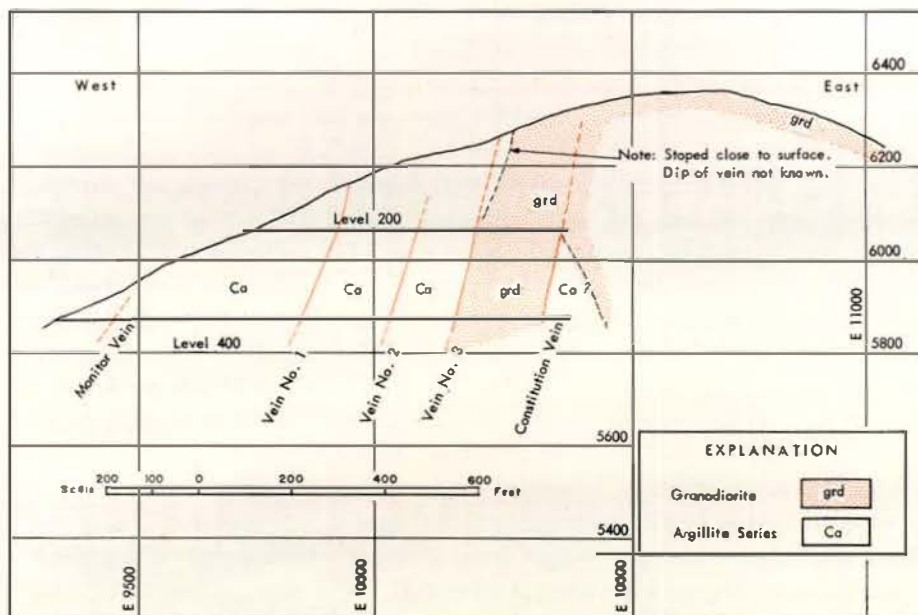 6400
West
East
grd
6200
Note: Stoped close to surface.
Dip of vein not known.
grd
Level 200
6000
Ca
Ca
Ca
grd
Ca ?
E 11000
Level 400
5800
Monitor Vein
Vein No. 1
Vein No. 2
Vein No. 3
Constitution Vein
5600
EXPLANATION
Scale 200 100 0 200 400 600 Feet
Granodiorite grd
Argillite Series Ca
5400
E 9500
E 10000
E 10500